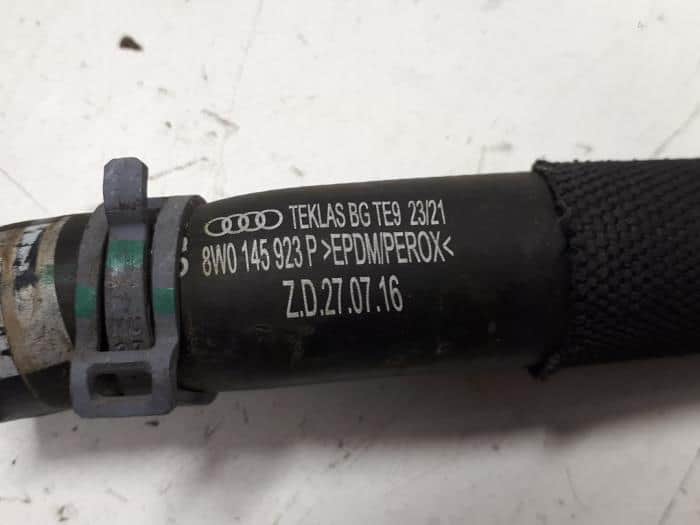 TEKLAS BG TE9 23/21
8W0 145 923 P >EPDM/PEROX<
Z.D.27.07.16